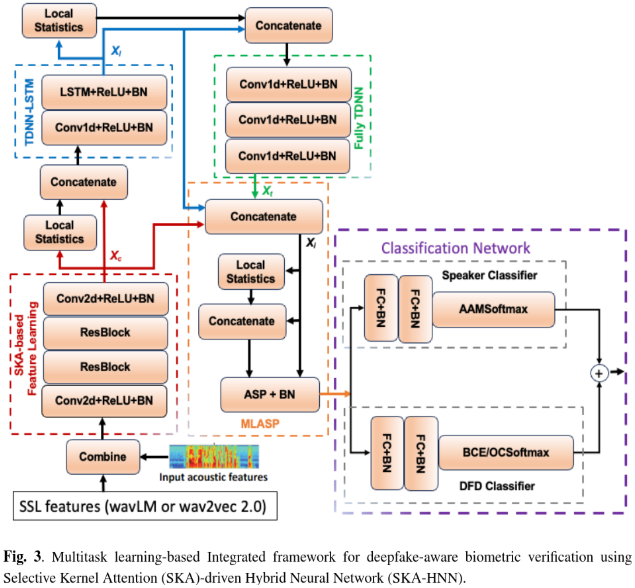 Local
Statistics
Xl
Concatenate
TDNN-LSTM
LSTM+ReLU+BN
Conv1d+ReLU+BN
Conv1d+ReLU+BN
Conv1d+ReLU+BN
Conv1d+ReLU+BN
Fully TDNN
Xt
Concatenate
Local
Statistics
Xc
Concatenate
Xi
Local
Statistics
Concatenate
ASP + BN
MLASP
SKA-based
Feature Learning
Conv2d+ReLU+BN
ResBlock
ResBlock
Conv2d+ReLU+BN
Combine
Input acoustic features
SSL features (wavLM or wav2vec 2.0)
Classification Network
Speaker Classifier
FC+BN
FC+BN
AAMSoftmax
+
FC+BN
FC+BN
BCE/OCSoftmax
DFD Classifier
Fig. 3. Multitask learning-based Integrated framework for deepfake-aware biometric verification using
Selective Kernel Attention (SKA)-driven Hybrid Neural Network (SKA-HNN).